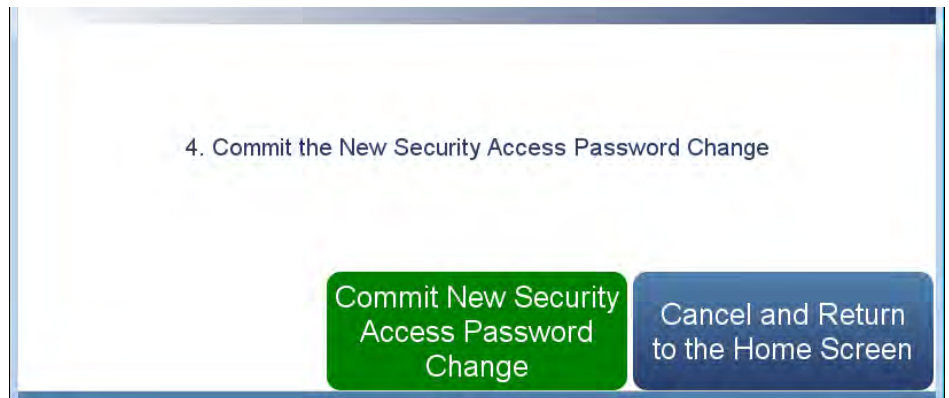 4. Commit the New Security Access Password Change
Commit New Security
Access Password
Change
Cancel and Return
to the Home Screen